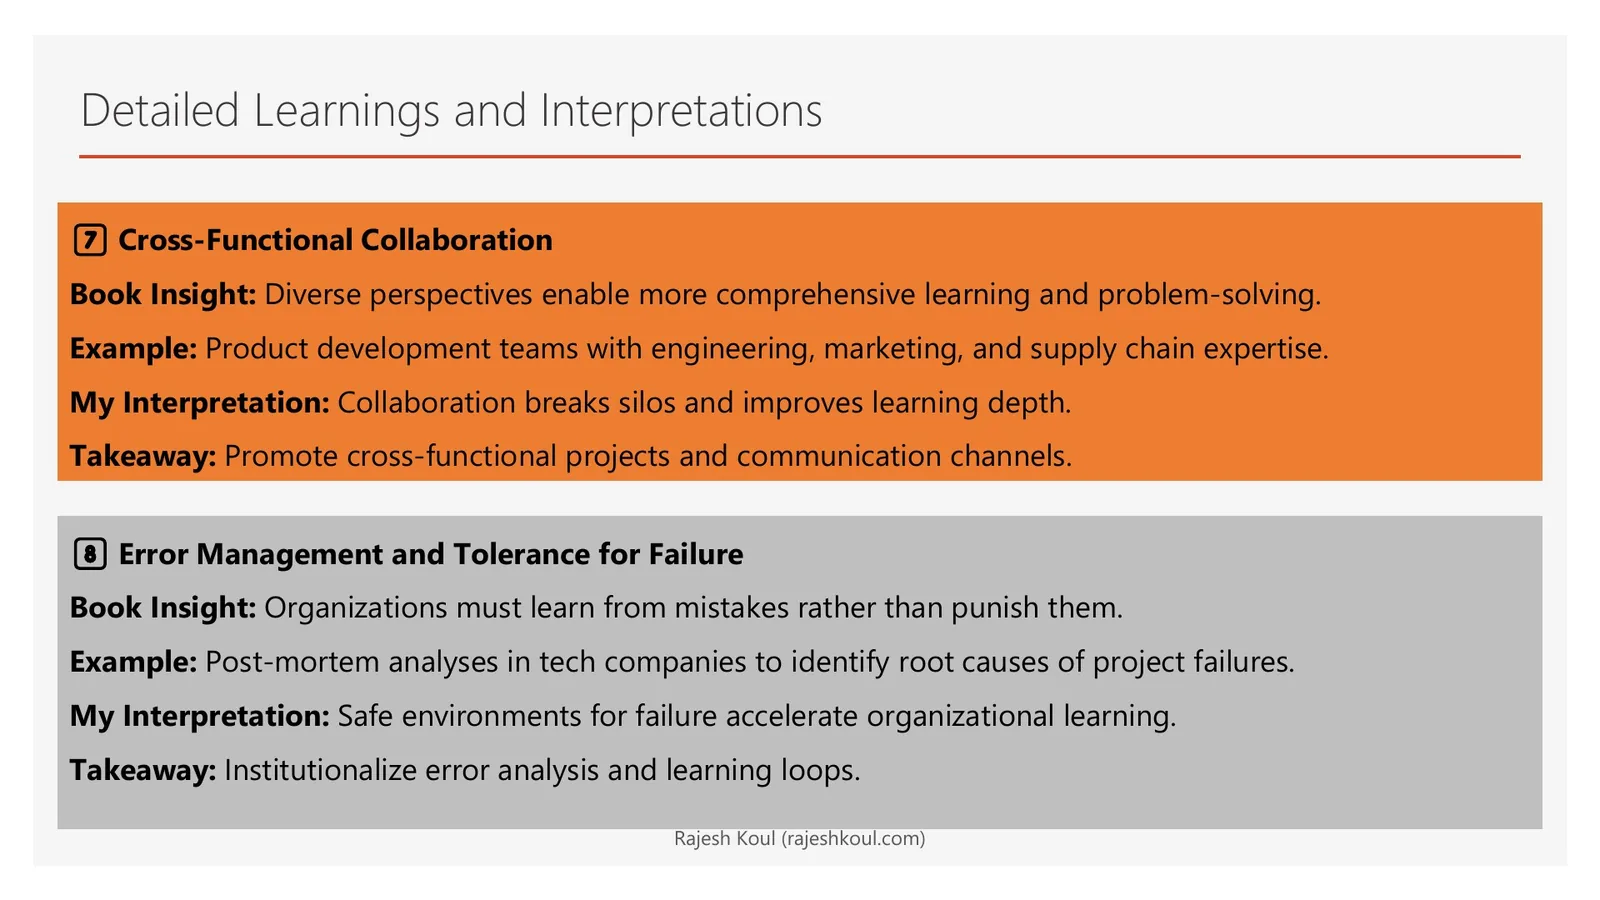 Detailed Learnings and Interpretations
7 Cross-Functional Collaboration
Book Insight: Diverse perspectives enable more comprehensive learning and problem-solving.
Example: Product development teams with engineering, marketing, and supply chain expertise.
My Interpretation: Collaboration breaks silos and improves learning depth.
Takeaway: Promote cross-functional projects and communication channels.
8 Error Management and Tolerance for Failure
Book Insight: Organizations must learn from mistakes rather than punish them.
Example: Post-mortem analyses in tech companies to identify root causes of project failures.
My Interpretation: Safe environments for failure accelerate organizational learning.
Takeaway: Institutionalize error analysis and learning loops.
Rajesh Koul (rajeshkoul.com)